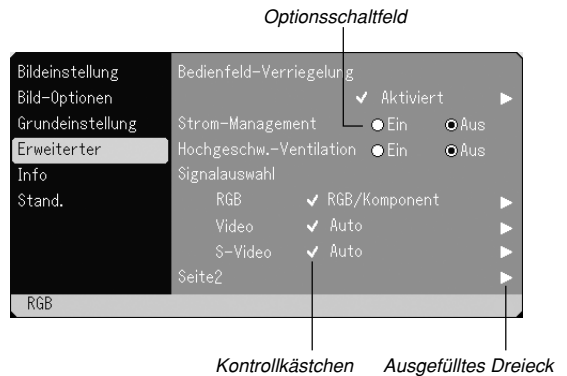 Optionsschaltfeld
Bildeinstellung
Bild-Optionen
Grundeinstellung
Erweiterter
Info
Stand.
Bedienfeld-Verriegelung
Aktiviert
Strom-Management Ein Aus
Hochgeschw.-Ventilation Ein Aus
Signalauswahl
RGB RGB/Komponent
Video Auto
S-Video Auto
Seite2
RGB
Kontrollkästchen Ausgefülltes Dreieck